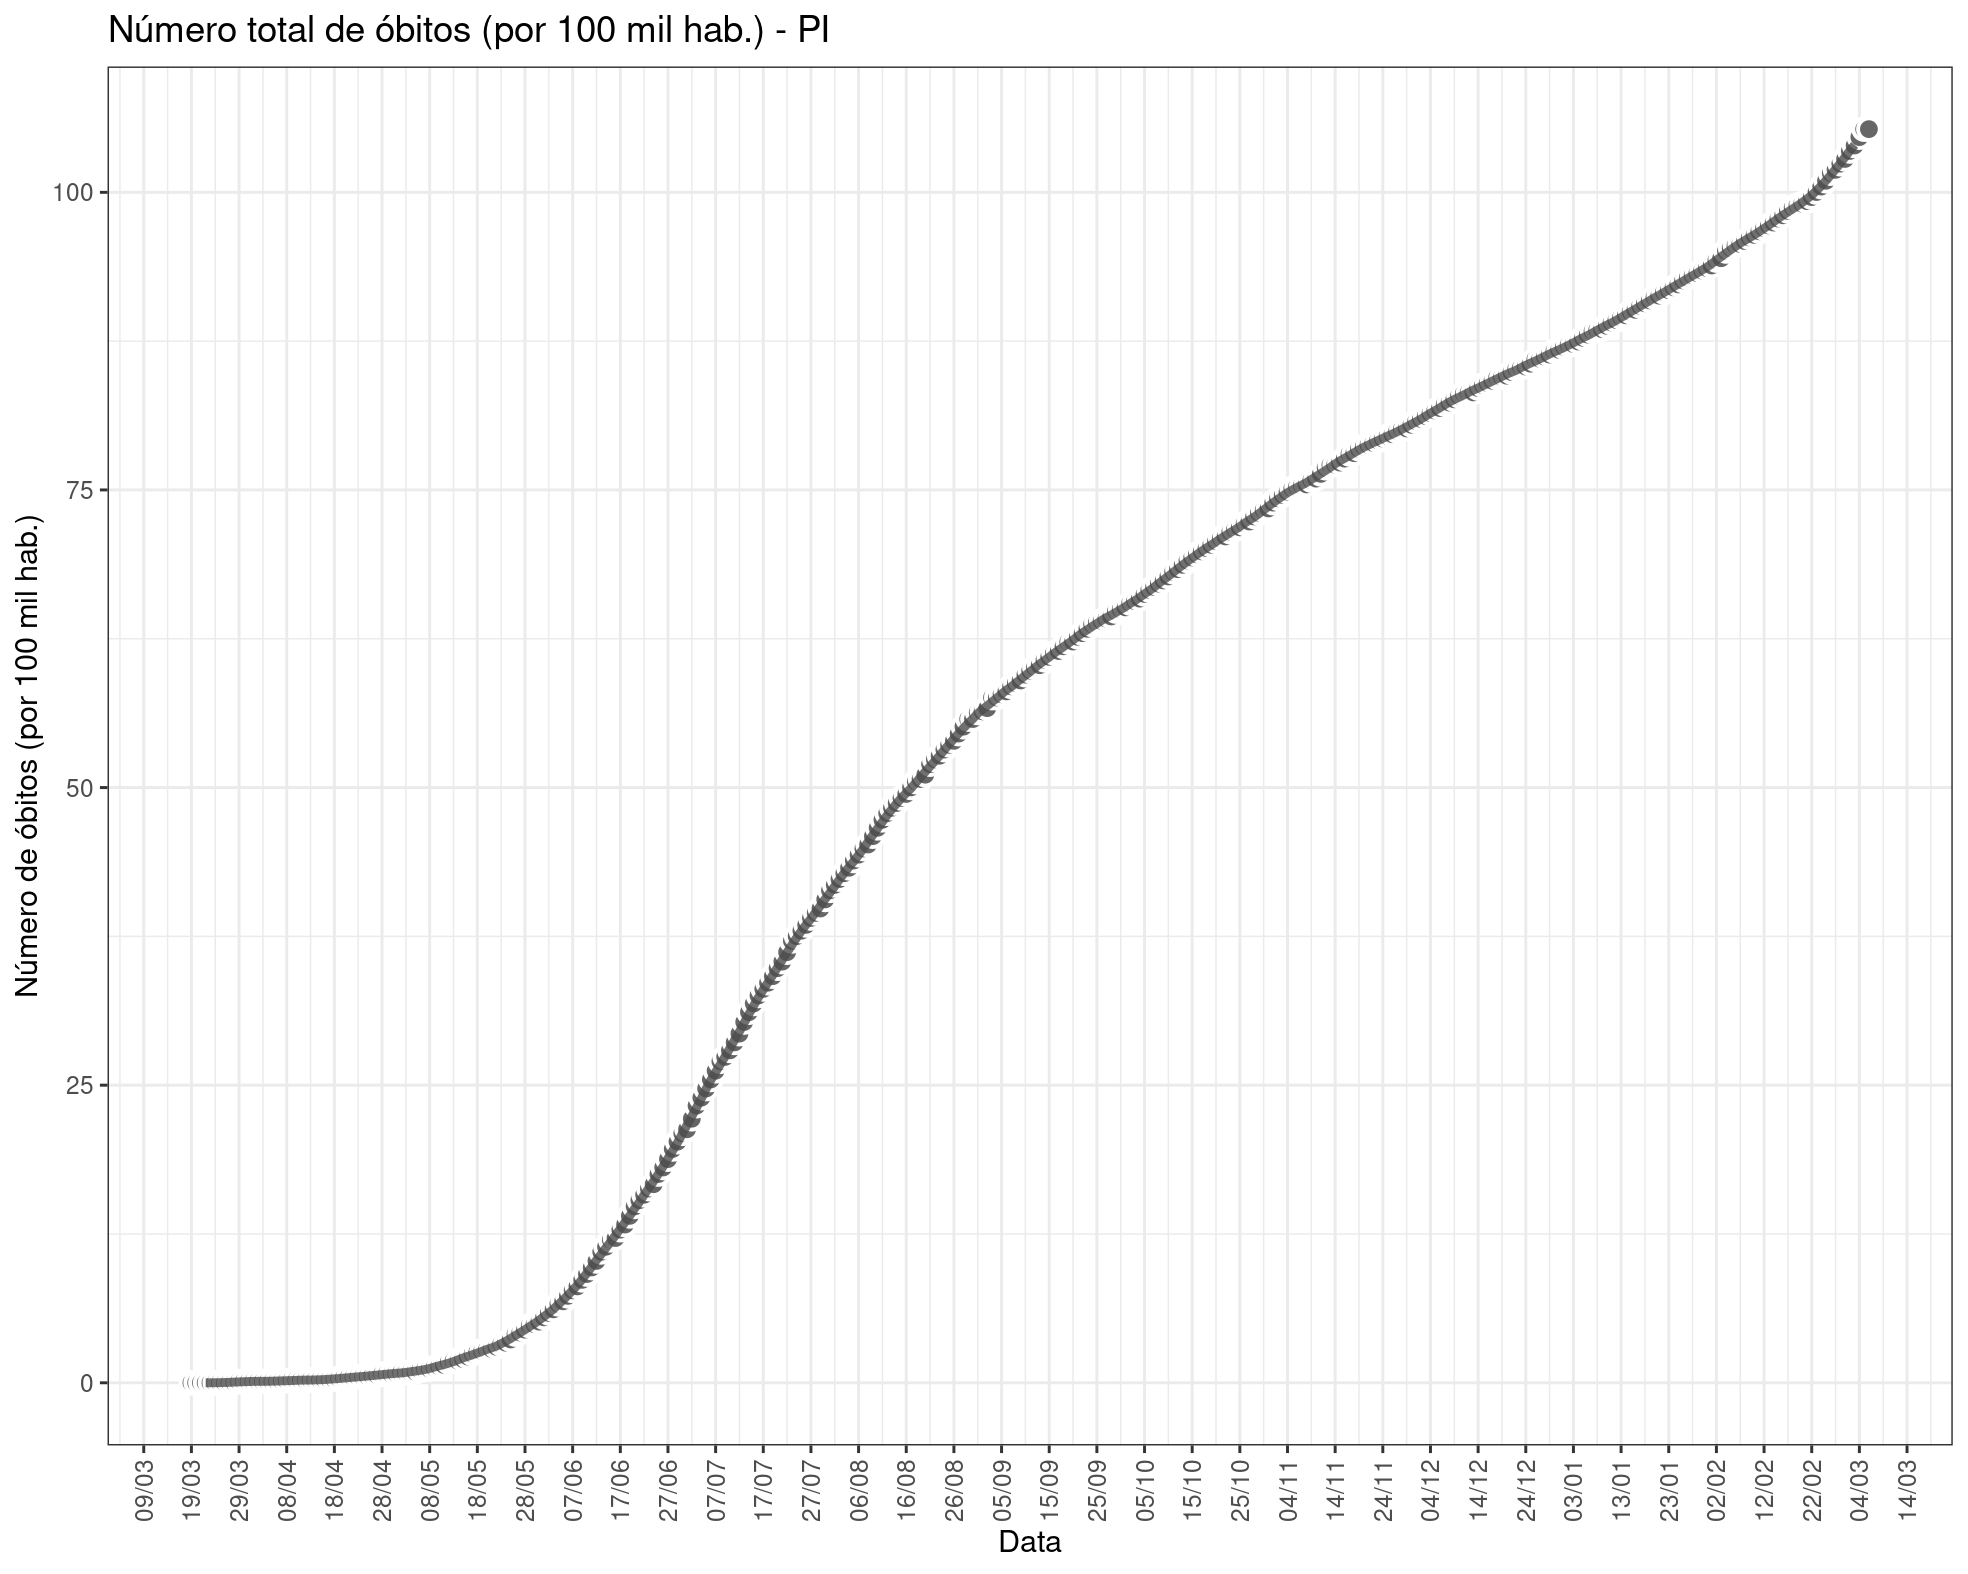 Número total de óbitos (por 100 mil hab.) - PI
Número de óbitos (por 100 mil hab.)
100
75
50
25
0
09/03 19/03 29/03 08/04 18/04 28/04 08/05 18/05 28/05 07/06 17/06 27/06 07/07 17/07 27/07 06/08 16/08 26/08 05/09 15/09 25/09 05/10 15/10 25/10 04/11 14/11 24/11 04/12 14/12 24/12 03/01 13/01 23/01 02/02 12/02 22/02 04/03 14/03
Data